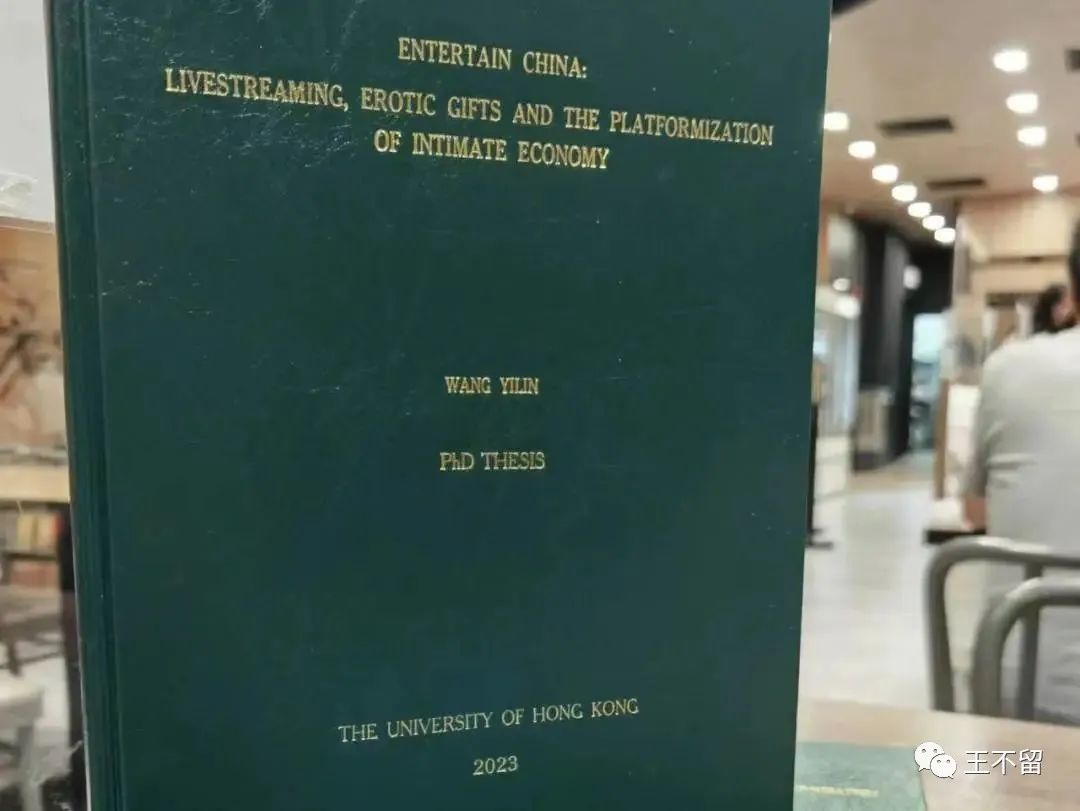 ENTERTAIN CHINA:
LIVESTREAMING, EROTIC GIFTS AND THE PLATFORMIZATION
OF INTIMATE ECONOMY
WANG YILIN
PhD THESIS
THE UNIVERSITY OF HONG KONG
2023
王不留